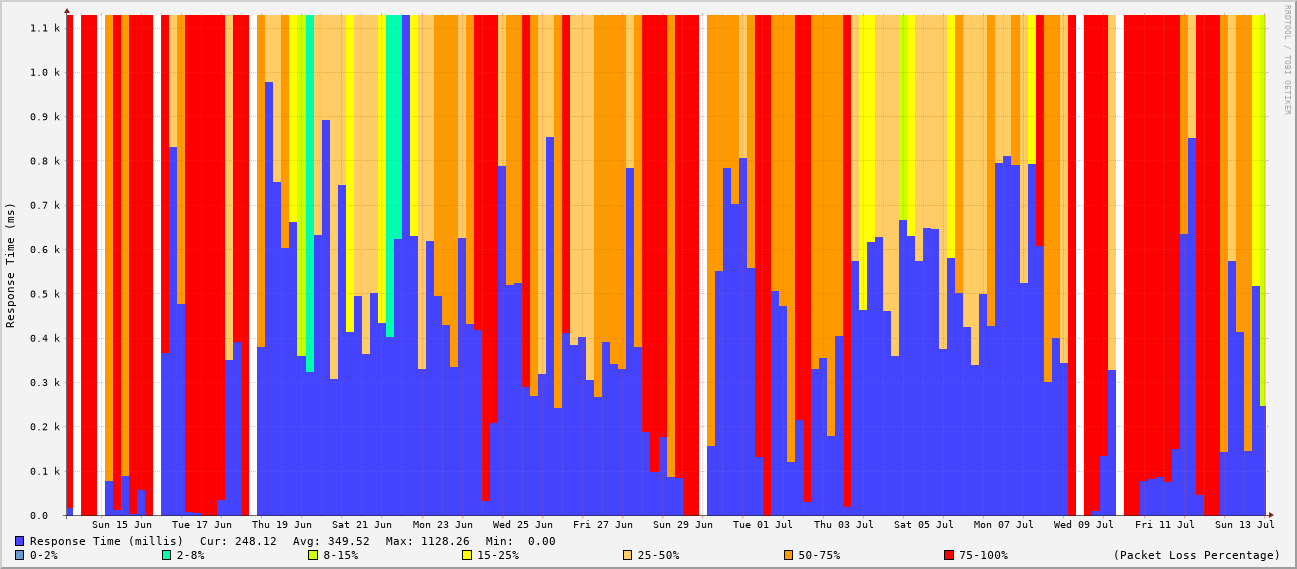 RRDTOOL / TOBI OETIKER
Response Time (ms)
1.1 k
1.0 k
0.9 k
0.8 k
0.7 k
0.6 k
0.5 k
0.4 k
0.3 k
0.2 k
0.1 k
0.0
Sun 15 Jun Tue 17 Jun Thu 19 Jun Sat 21 Jun Mon 23 Jun Wed 25 Jun Fri 27 Jun Sun 29 Jun Tue 01 Jul Thu 03 Jul Sat 05 Jul Mon 07 Jul Wed 09 Jul Fri 11 Jul Sun 13 Jul
Response Time (millis) Cur: 248.12 Avg: 349.52 Max: 1128.26 Min: 0.00
0-2% 2-8% 8-15% 15-25% 25-50% 50-75% 75-100% (Packet Loss Percentage)